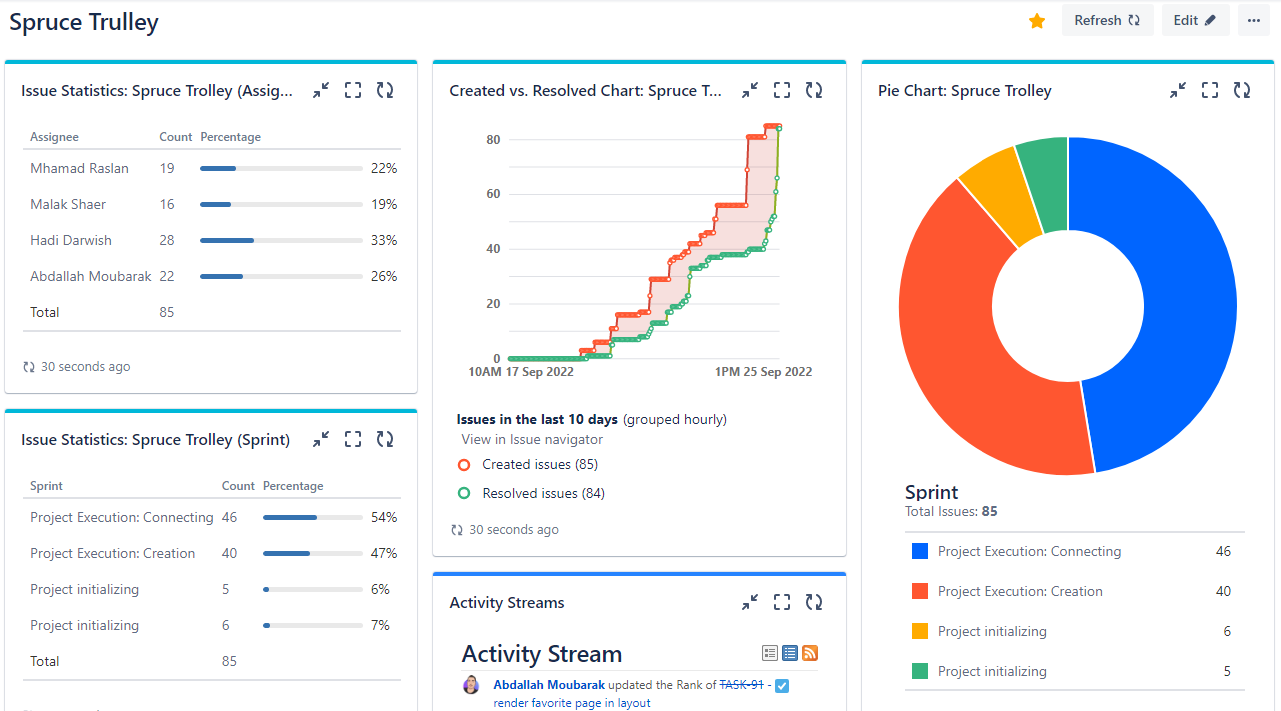 Spruce Trulley
Refresh
Edit
Issue Statistics: Spruce Trolley (Assig...
Assignee Count Percentage
Mhamad Raslan 19 22%
Malak Shaer 16 19%
Hadi Darwish 28 33%
Abdallah Moubarak 22 26%
Total 85
30 seconds ago
Issue Statistics: Spruce Trolley (Sprint)
Sprint Count Percentage
Project Execution: Connecting 46 54%
Project Execution: Creation 40 47%
Project initializing 5 6%
Project initializing 6 7%
Total 85
Created vs. Resolved Chart: Spruce T...
80
60
40
20
0
10AM 17 Sep 2022 1PM 25 Sep 2022
Issues in the last 10 days (grouped hourly)
View in Issue navigator
Created issues (85)
Resolved issues (84)
30 seconds ago
Activity Streams
Activity Stream
Abdallah Moubarak updated the Rank of TASK-91 -
render favorite page in layout
Pie Chart: Spruce Trolley
Sprint
Total Issues: 85
Project Execution: Connecting 46
Project Execution: Creation 40
Project initializing 6
Project initializing 5